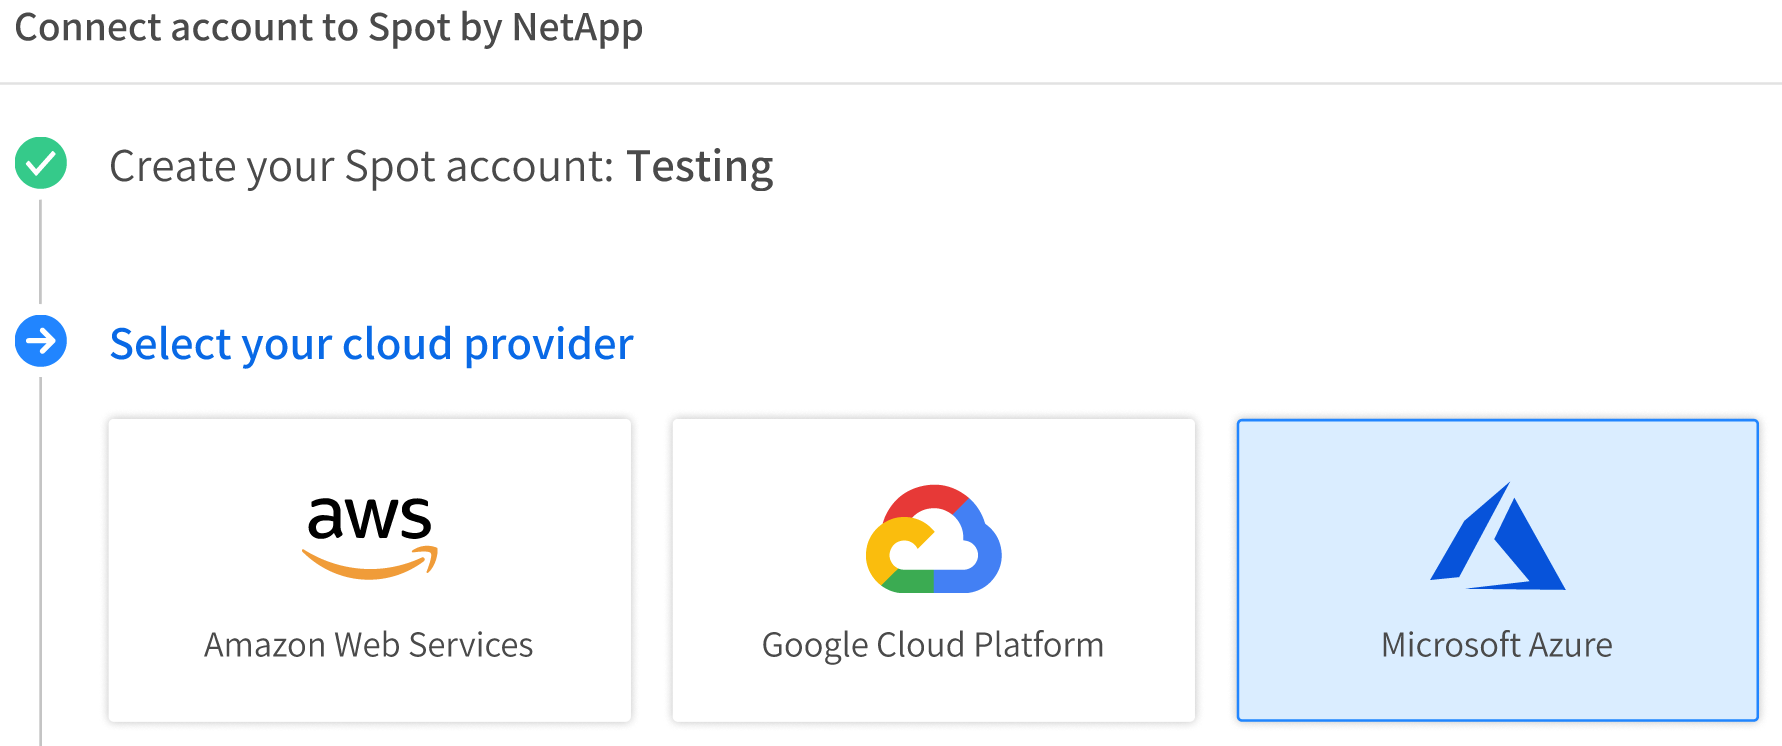 Connect account to Spot by NetApp
Create your Spot account: Testing
Select your cloud provider
aws
Amazon Web Services
Google Cloud Platform
Microsoft Azure